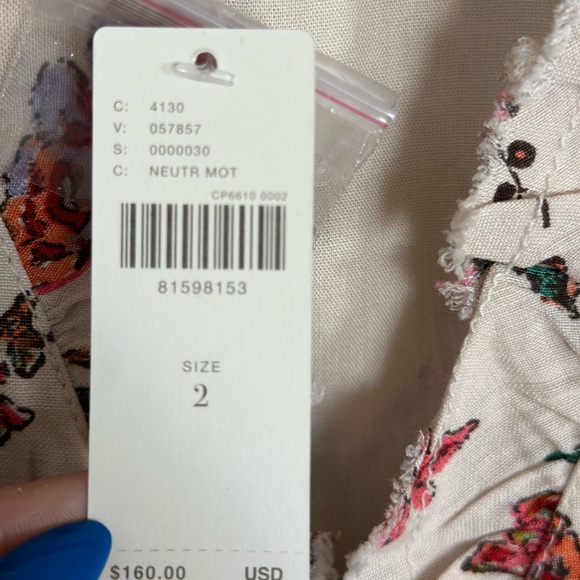 C: 4130
V: 057857
S: 0000030
C: NEUTR MOT
CP6610 0002
81598153
SIZE
2
$160.00 USD